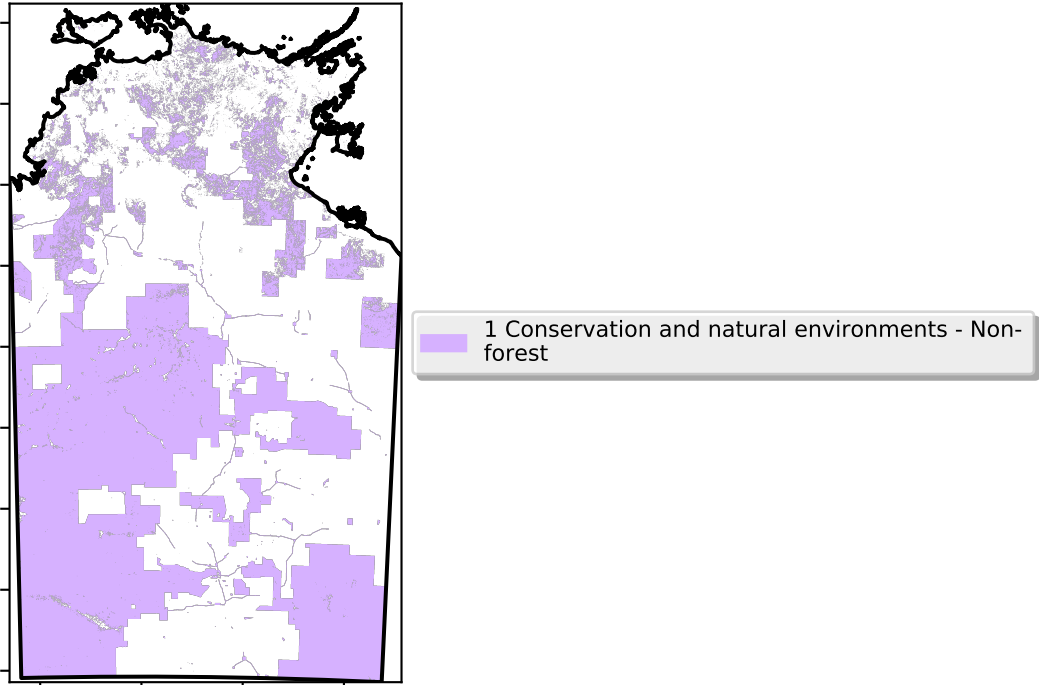 1 Conservation and natural environments - Non-
forest